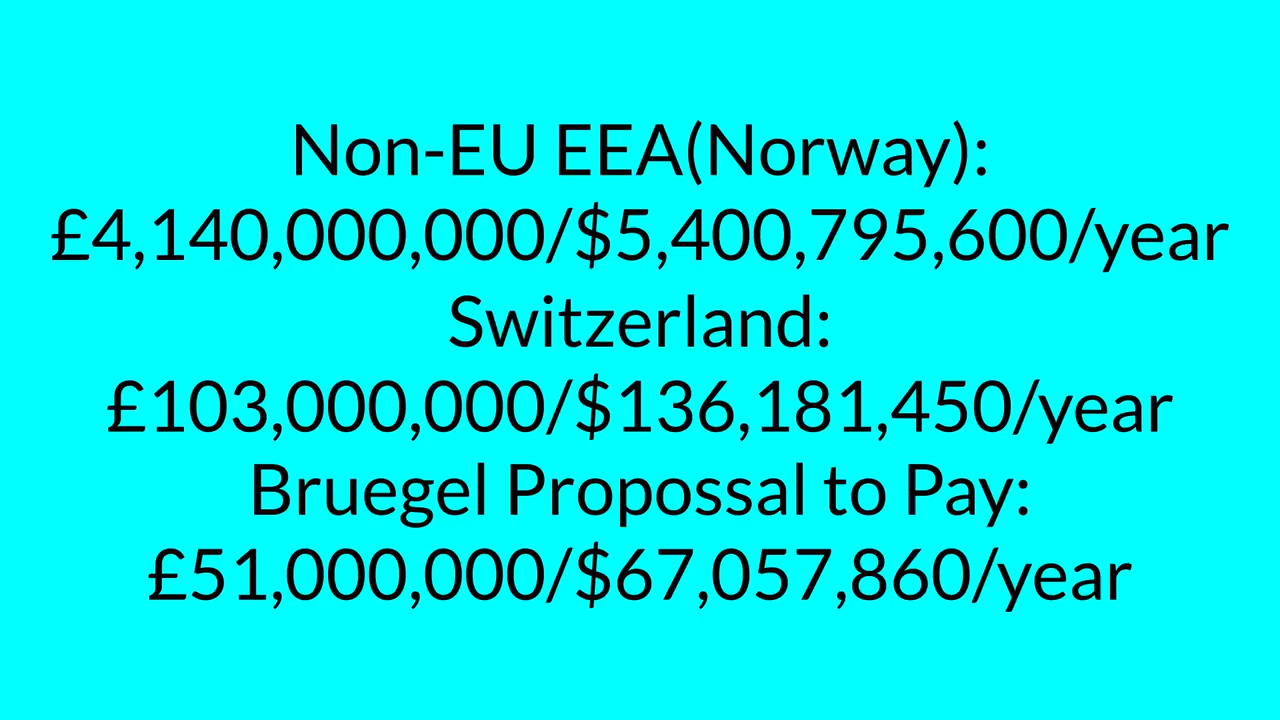 Non-EU EEA(Norway):
£4,140,000,000/$5,400,795,600/year
Switzerland:
£103,000,000/$136,181,450/year
Bruegel Propossal to Pay:
£51,000,000/$67,057,860/year